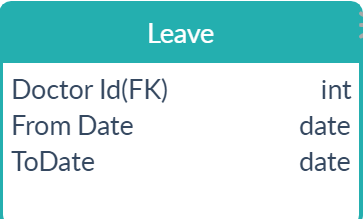 Leave
Doctor Id(FK) int
From Date date
ToDate date